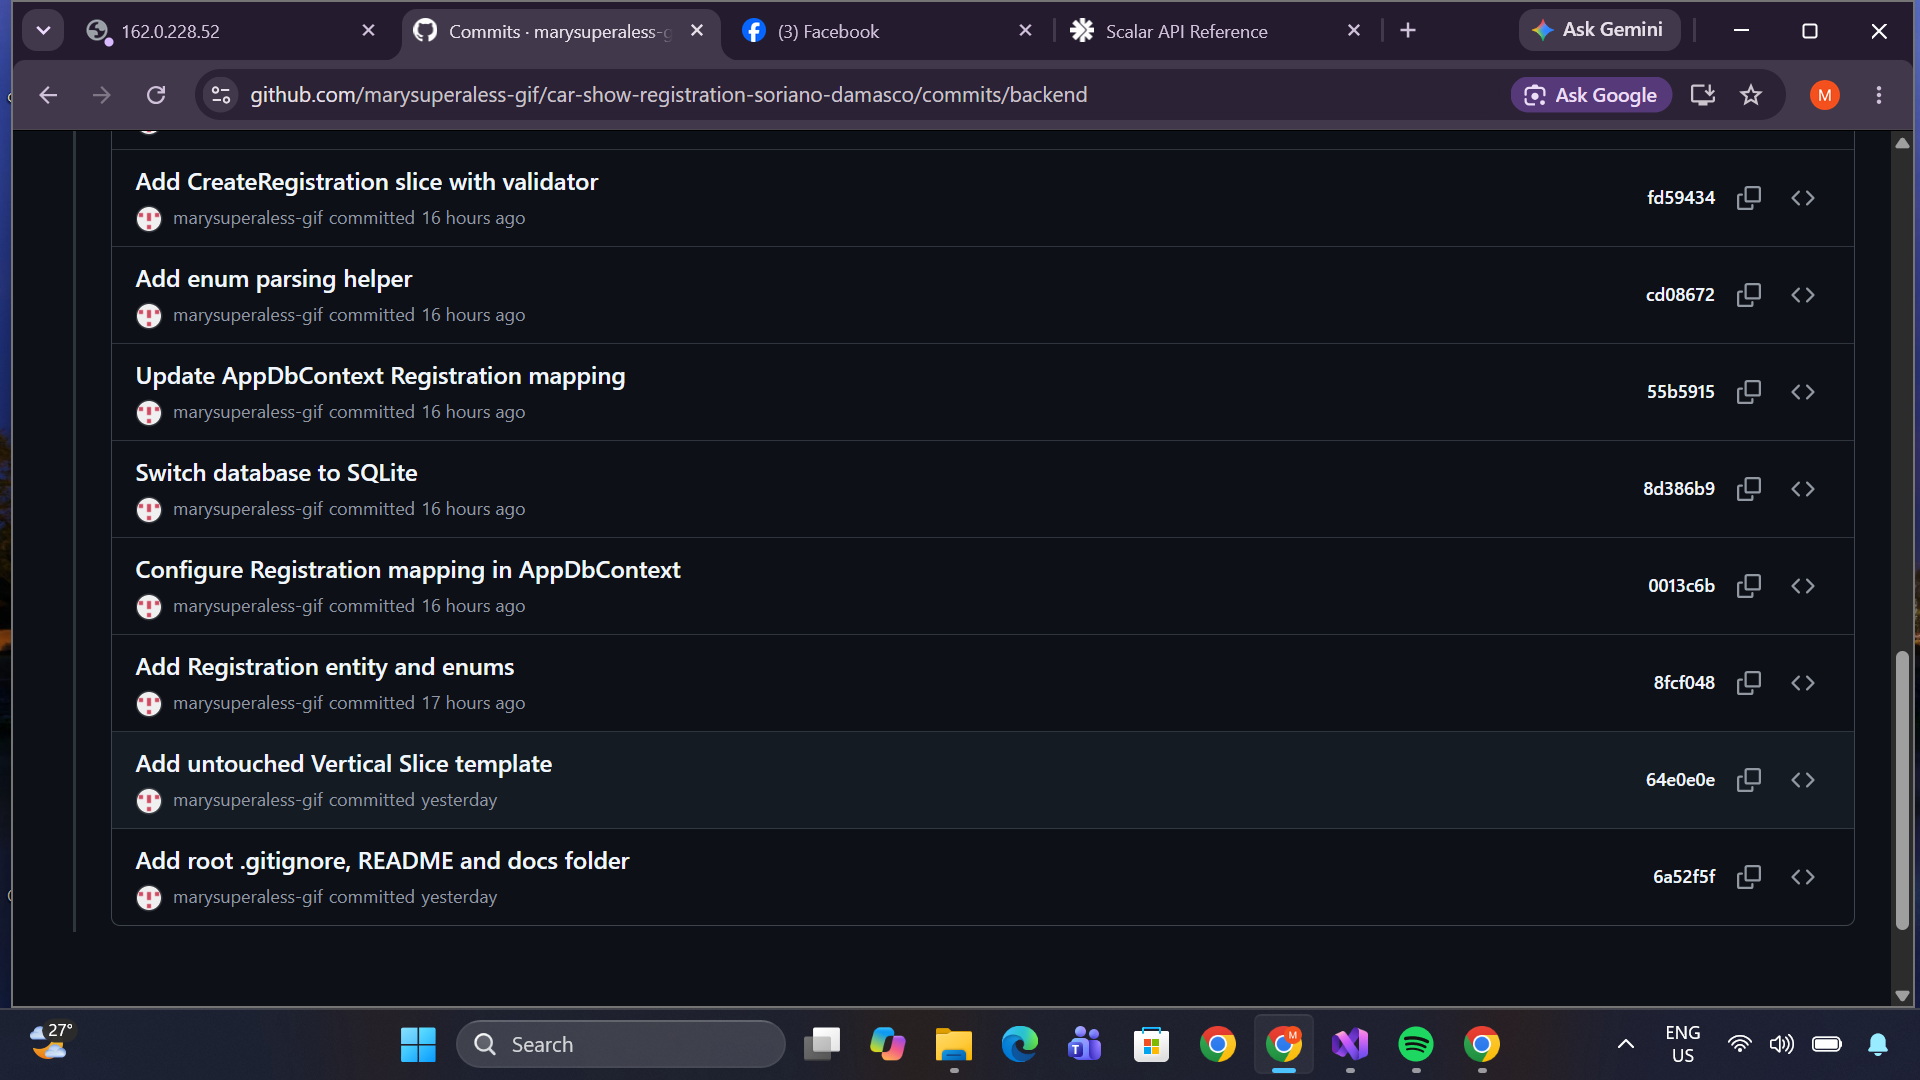 162.0.228.52
Commits · marysuperaless-g
(3) Facebook
Scalar API Reference
Ask Gemini
github.com/marysuperaless-gif/car-show-registration-soriano-damasco/commits/backend
Ask Google
M
Add CreateRegistration slice with validator
fd59434
marysuperaless-gif committed 16 hours ago
Add enum parsing helper
cd08672
marysuperaless-gif committed 16 hours ago
Update AppDbContext Registration mapping
55b5915
marysuperaless-gif committed 16 hours ago
Switch database to SQLite
8d386b9
marysuperaless-gif committed 16 hours ago
Configure Registration mapping in AppDbContext
0013c6b
marysuperaless-gif committed 16 hours ago
Add Registration entity and enums
8fcf048
marysuperaless-gif committed 17 hours ago
Add untouched Vertical Slice template
64e0e0e
marysuperaless-gif committed yesterday
Add root .gitignore, README and docs folder
6a52f5f
marysuperaless-gif committed yesterday
27°
Search
T
M
ENG
US